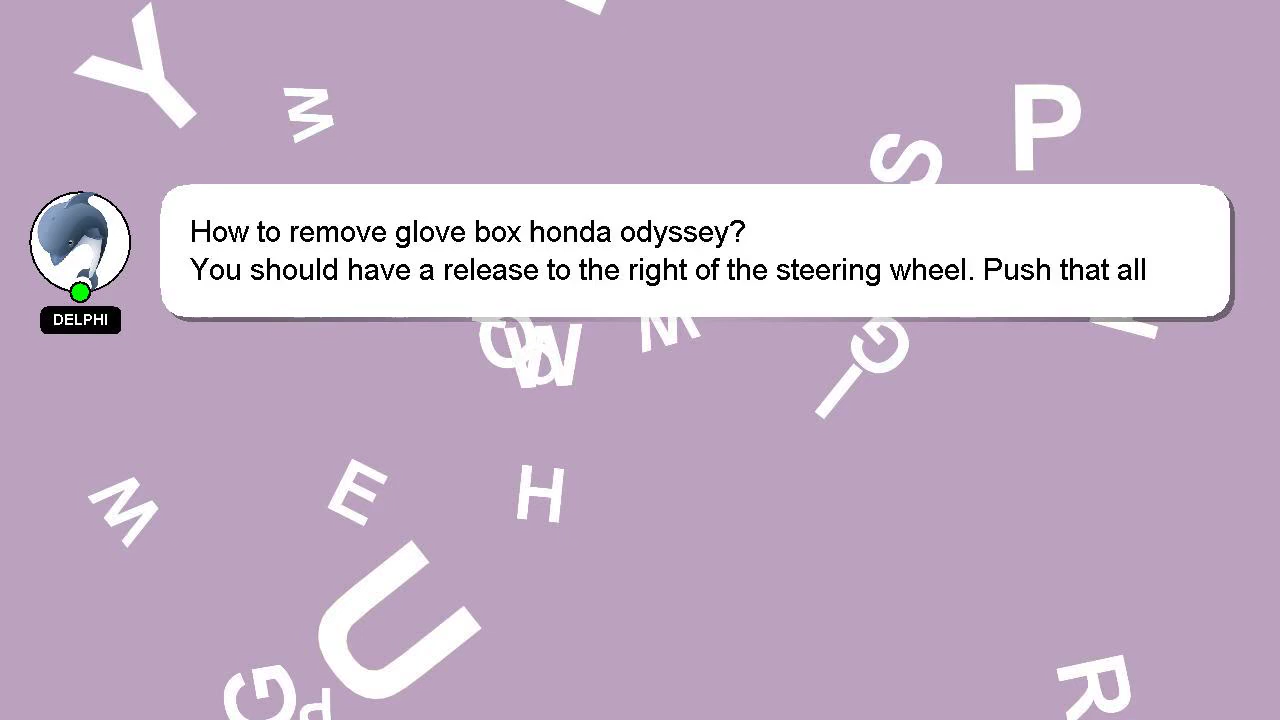 Y
W
P
S
How to remove glove box honda odyssey?
You should have a release to the right of the steering wheel. Push that all
DELPHI
W
M
G
I
E
H
M
U
G
R